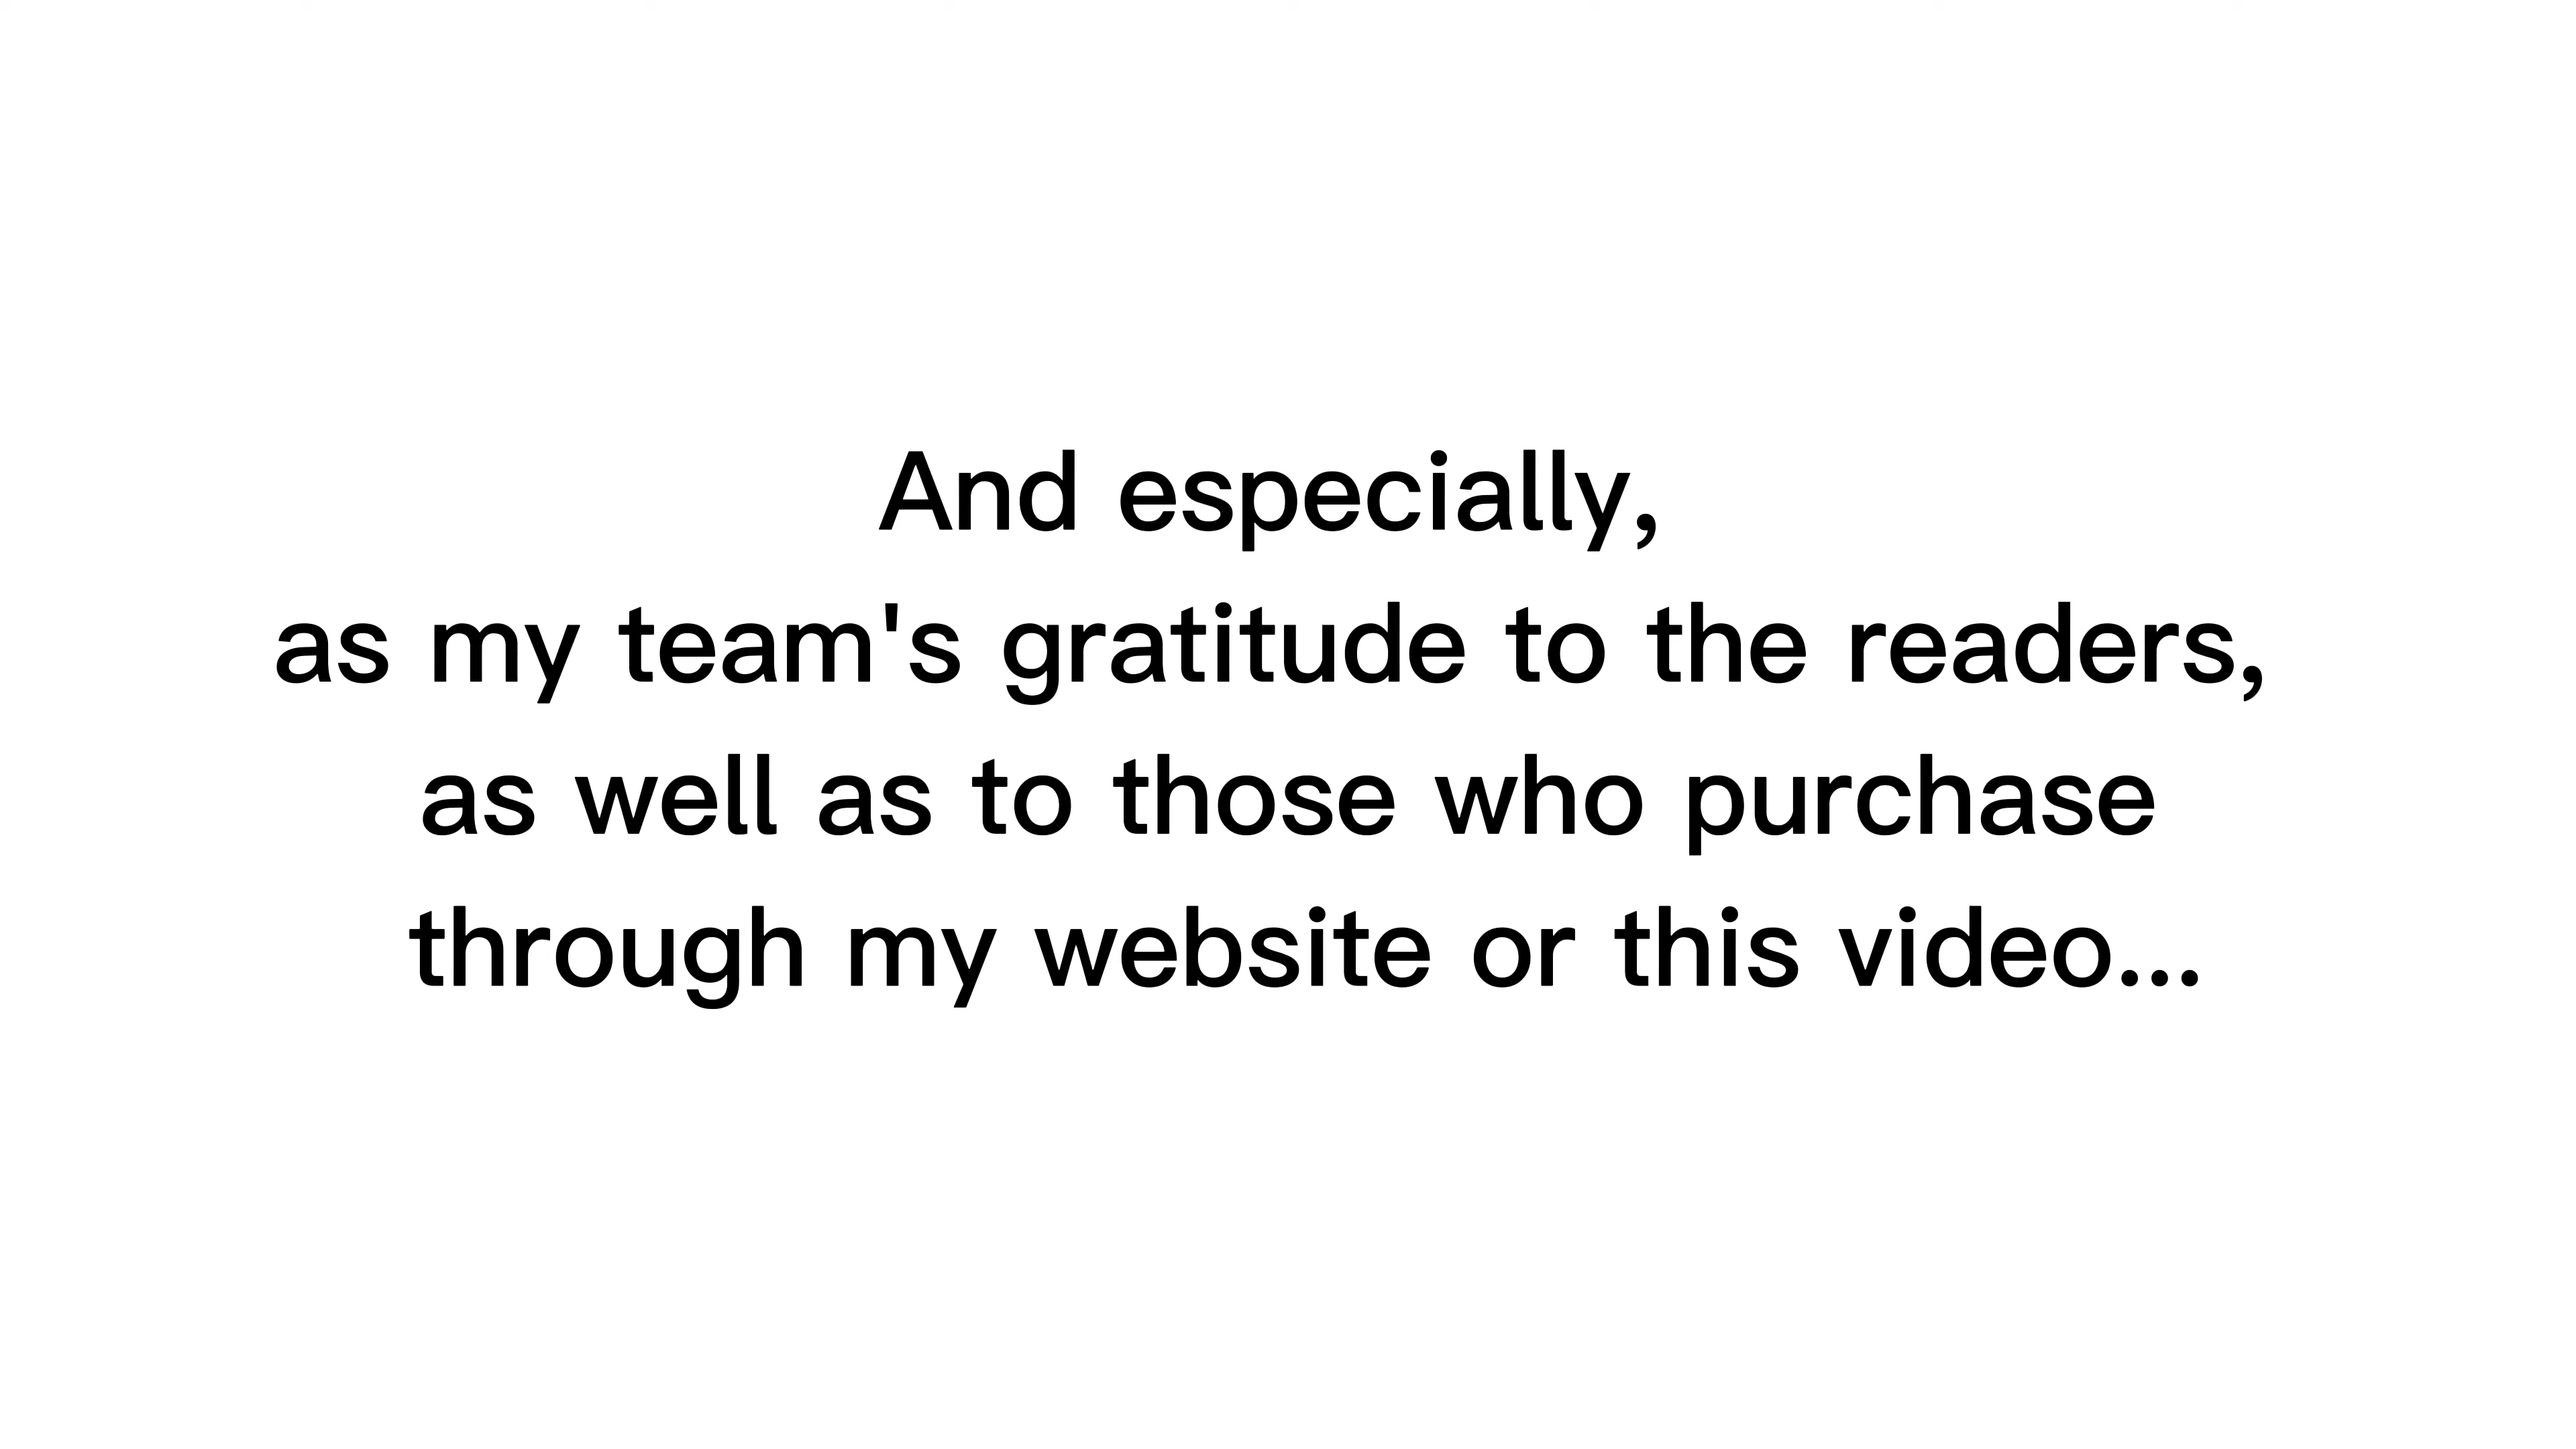 And especially,
as my team's gratitude to the readers,
as well as to those who purchase
through my website or this video...